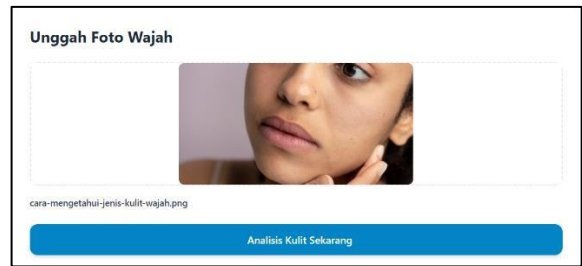 Unggah Foto Wajah
cara-mengetahui-jenis-kulit-wajah.png
Analisis Kulit Sekarang